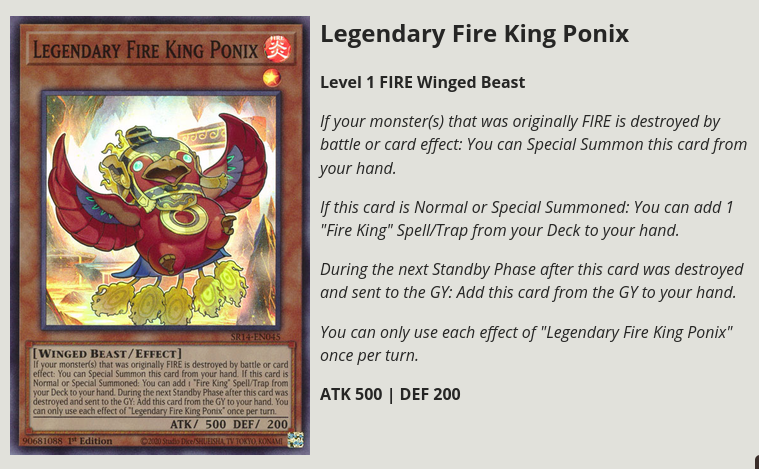 LEGENDARY FIRE KING PONIX
FIRE
炎
SR14-EN045
[WINGED BEAST/EFFECT]
If your monster(s) that was originally FIRE is destroyed by battle or card
effect: You can Special Summon this card from your hand. If this card is
Normal or Special Summoned: You can add 1 "Fire King" Spell/Trap from
your Deck to your hand. During the next Standby Phase after this card was
destroyed and sent to the GY: Add this card from the GY to your hand. You
can only use each effect of "Legendary Fire King Ponix" once per turn.
ATK/ 500 DEF/ 200
90681088 1st Edition ©2020 Studio Dice/SHUEISHA, TV TOKYO, KONAMI
Legendary Fire King Ponix
Level 1 FIRE Winged Beast
If your monster(s) that was originally FIRE is destroyed by
battle or card effect: You can Special Summon this card from
your hand.
If this card is Normal or Special Summoned: You can add 1
"Fire King" Spell/Trap from your Deck to your hand.
During the next Standby Phase after this card was destroyed
and sent to the GY: Add this card from the GY to your hand.
You can only use each effect of "Legendary Fire King Ponix"
once per turn.
ATK 500 | DEF 200